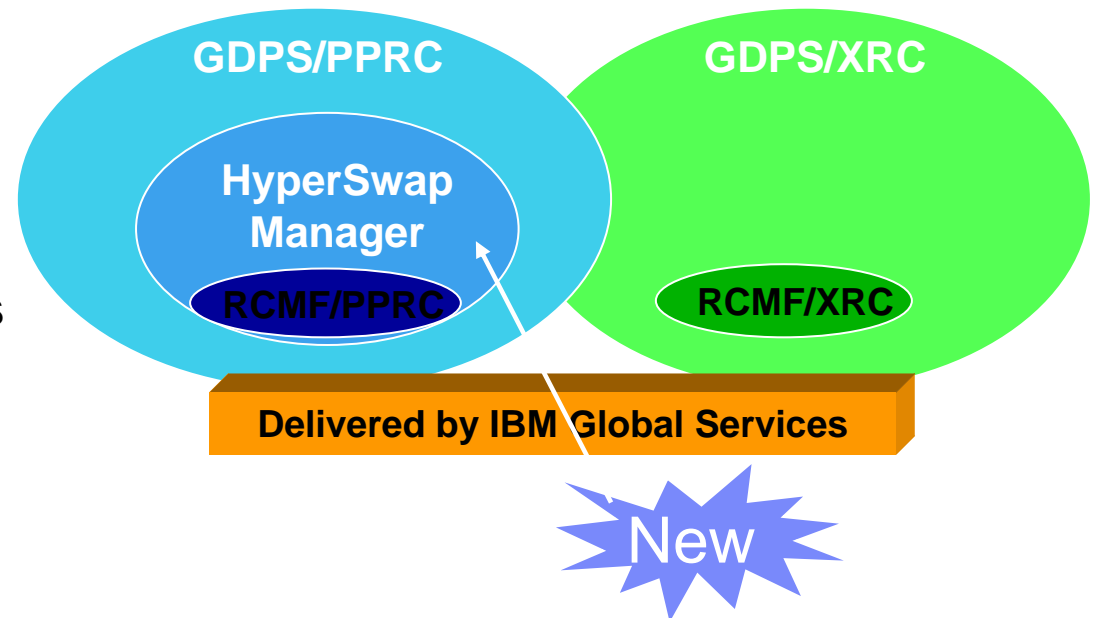 GDPS/PPRC
GDPS/XRC
HyperSwap
Manager
RCMF/PPRC
RCMF/XRC
s
Delivered by IBM Global Services
New